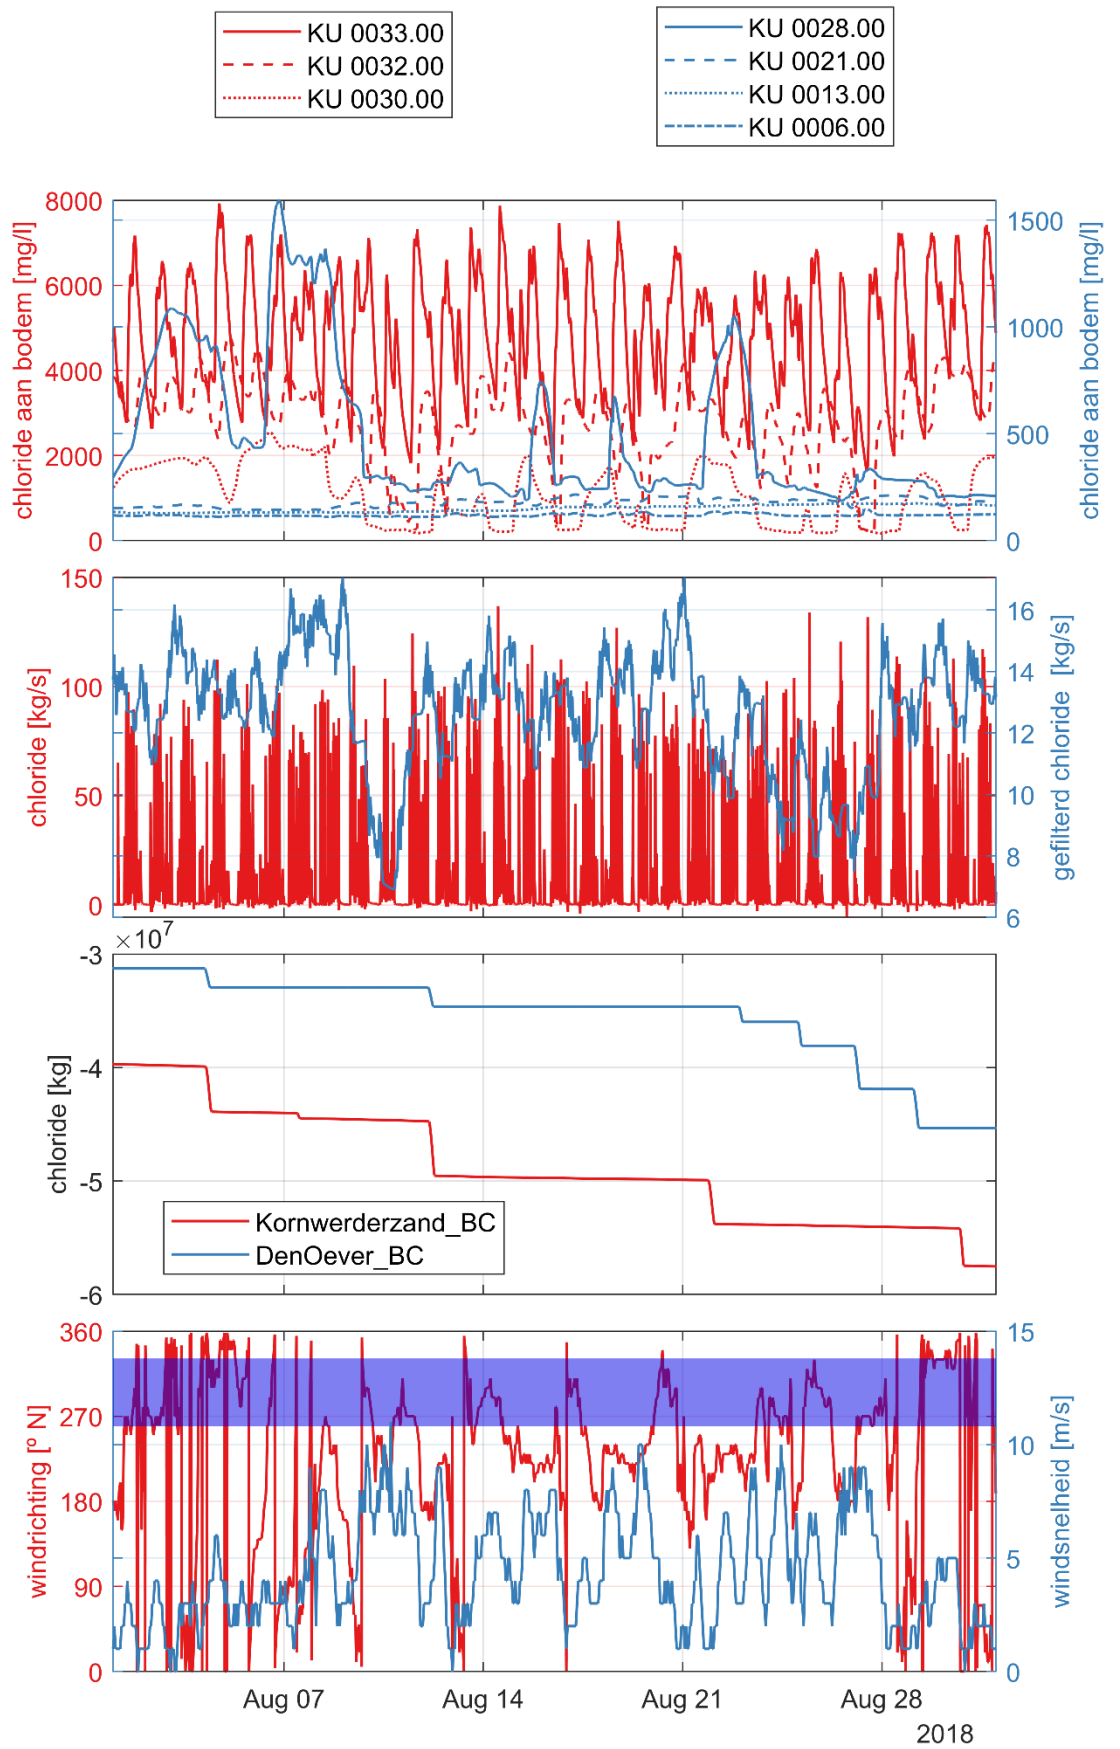 KU 0033.00
KU 0032.00
KU 0030.00
KU 0028.00
KU 0021.00
KU 0013.00
KU 0006.00
chloride aan bodem [mg/l]
8000
6000
4000
2000
0
1500
1000
500
0
chloride aan bodem [mg/l]
chloride [kg/s]
150
100
50
0
16
14
12
10
8
6
gefilterd chloride [kg/s]
×10⁷
chloride [kg]
-3
-4
-5
-6
Kornwerderzand_BC
DenOever_BC
windrichting [º N]
360
270
180
90
0
15
10
5
0
windsnelheid [m/s]
Aug 07
Aug 14
Aug 21
Aug 28
2018